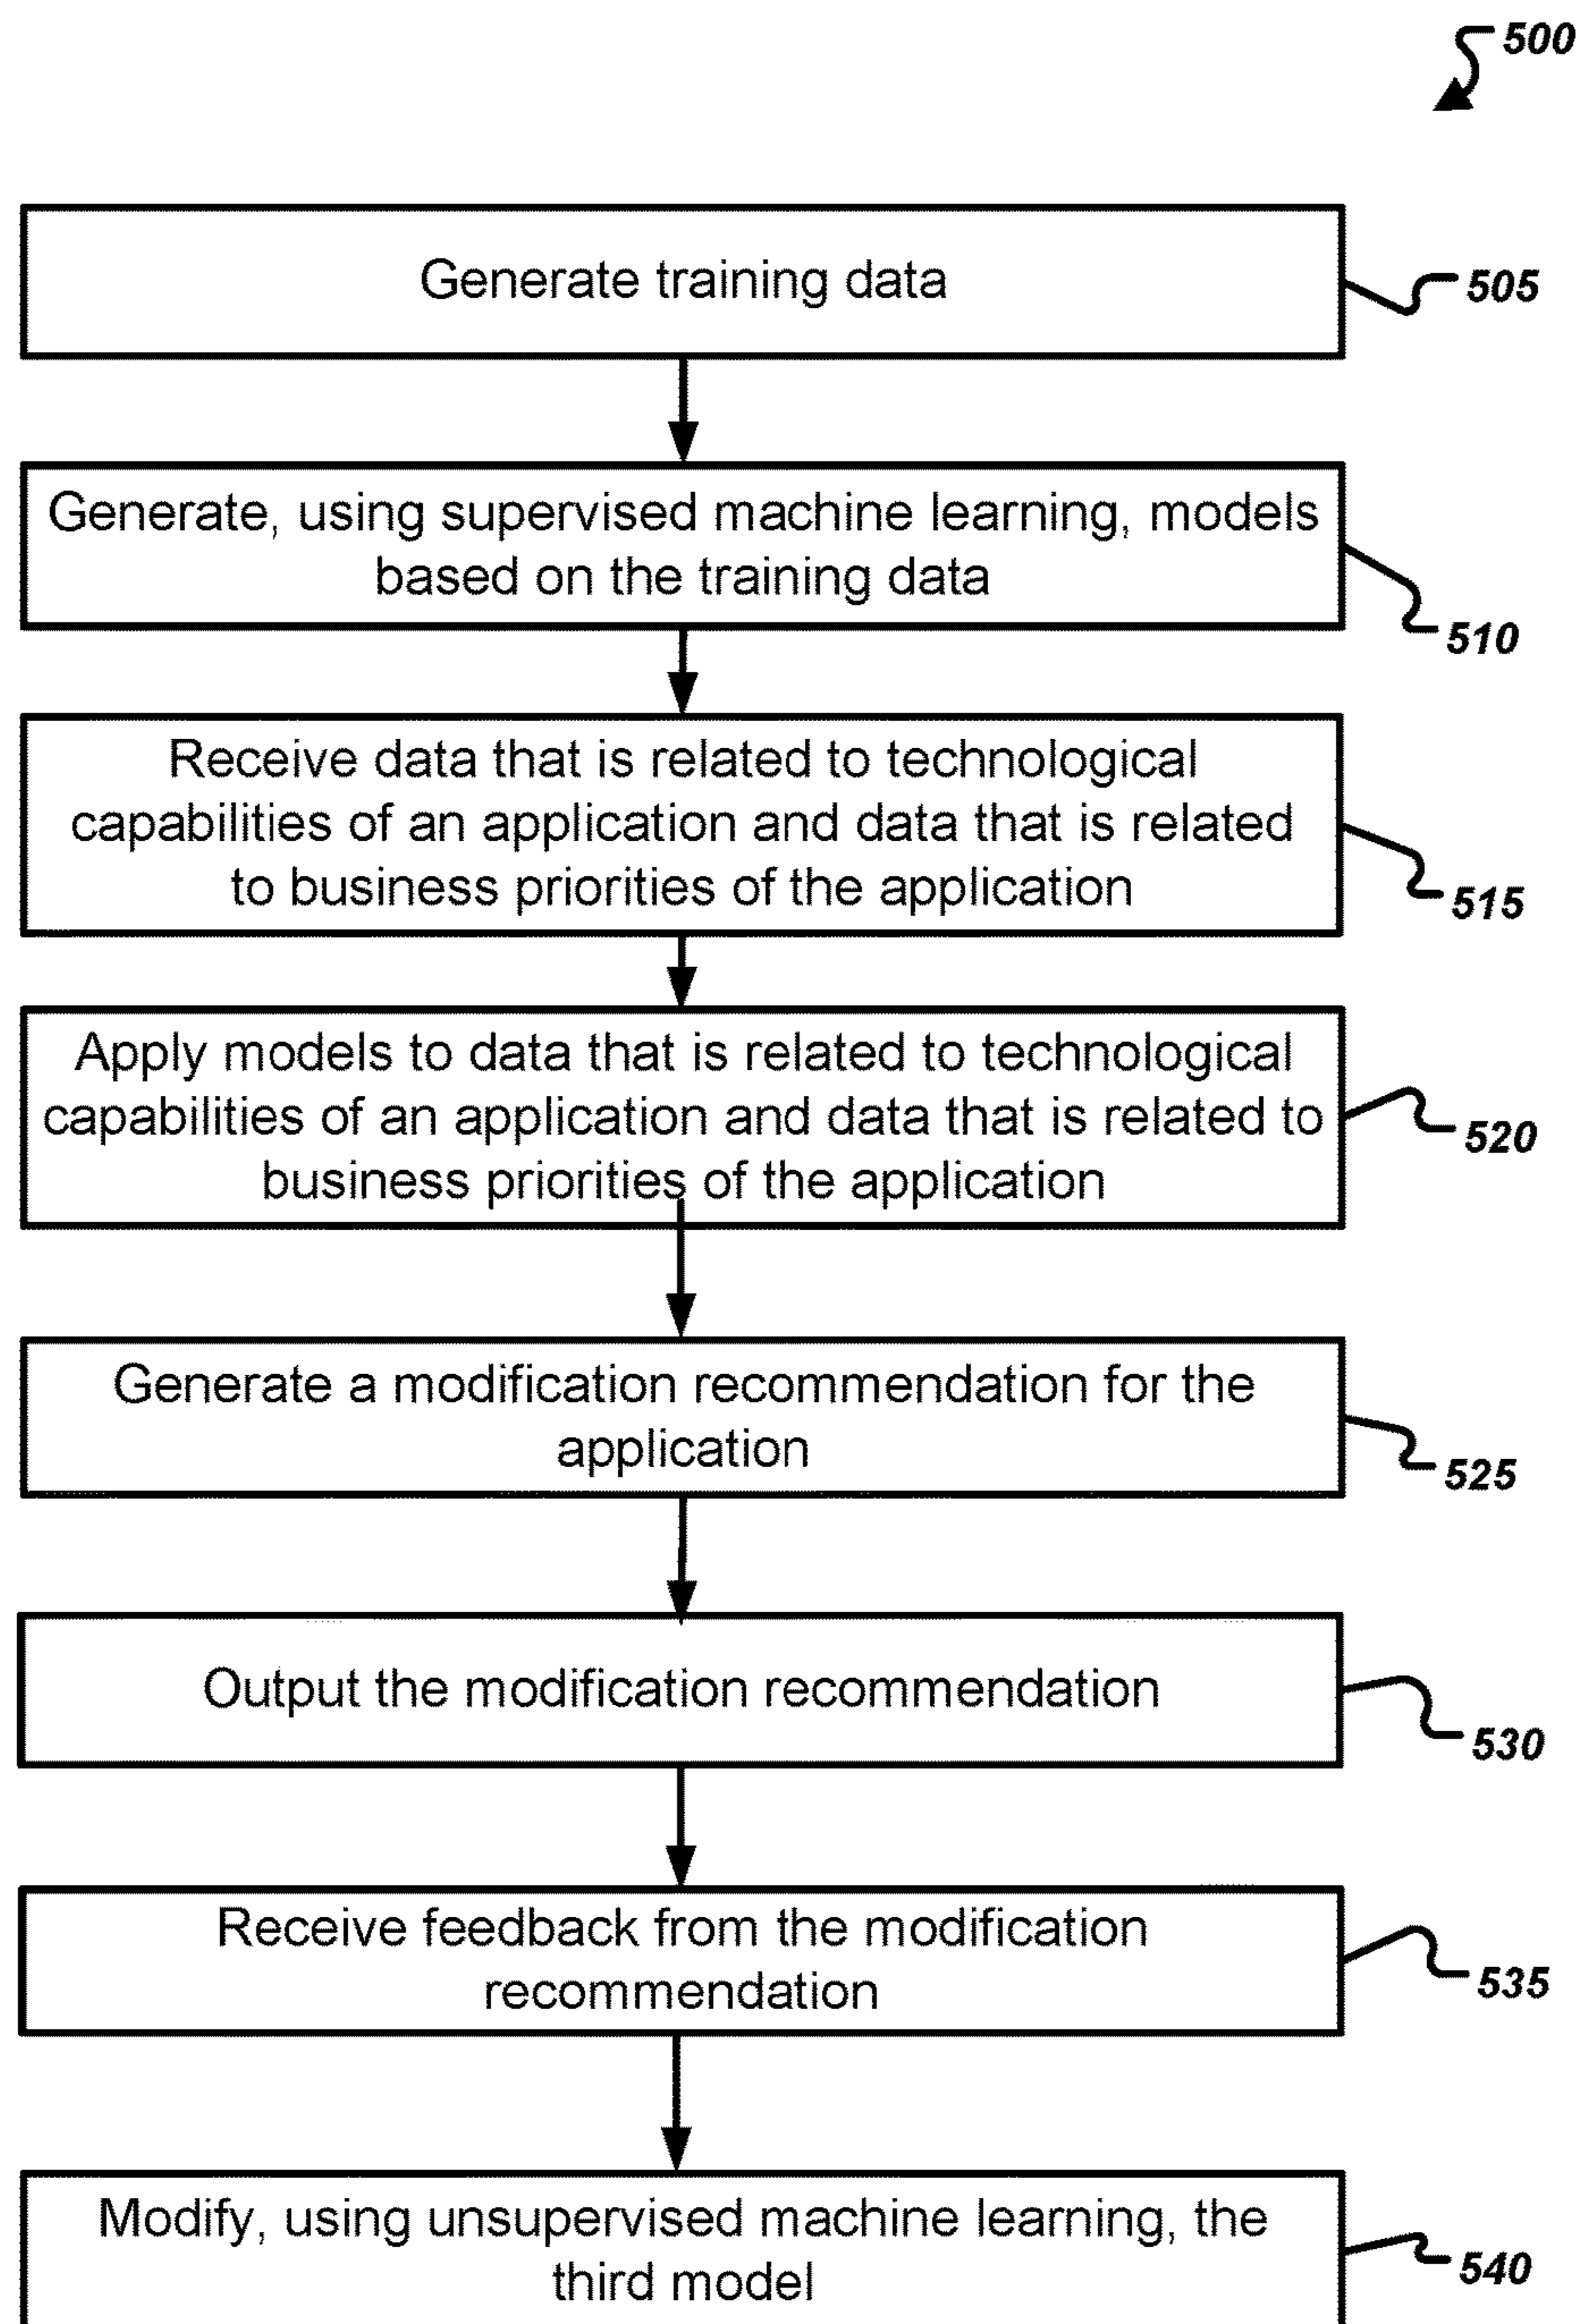 500
Generate training data
505
Generate, using supervised machine learning, models
based on the training data
510
Receive data that is related to technological
capabilities of an application and data that is related
to business priorities of the application
515
Apply models to data that is related to technological
capabilities of an application and data that is related to
business priorities of the application
520
Generate a modification recommendation for the
application
525
Output the modification recommendation
530
Receive feedback from the modification
recommendation
535
Modify, using unsupervised machine learning, the
third model
540